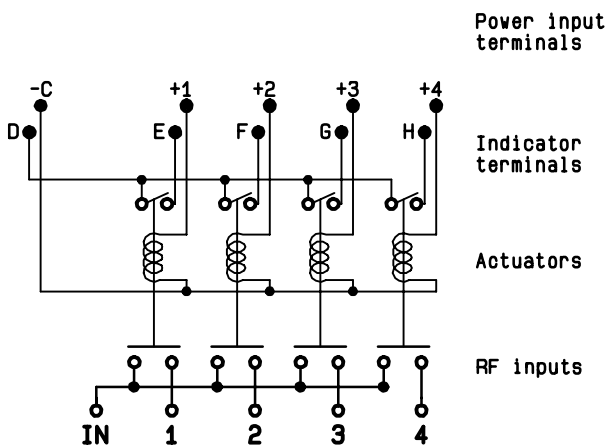 Power input
terminals
-C +1 +2 +3 +4
D E F G H
Indicator
terminals
Actuators
RF inputs
IN 1 2 3 4